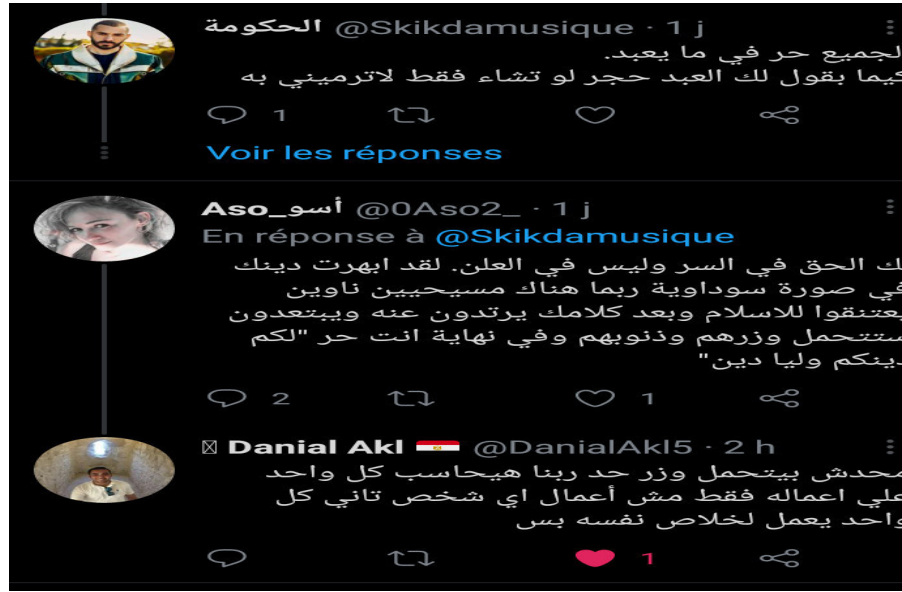 الحكومة @Skikdamusique · 1 j
لجميع حر في ما يعبد.
كيما بقول لك العبد حجر لو تشاء فقط لاترميني به
1
Voir les réponses
Aso_أسو @0Aso2_ · 1 j
En réponse à @Skikdamusique
لك الحق في السر وليس في العلن. لقد ابهرت دينك
في صورة سوداوية ربما هناك مسيحيين ناوين
يعتنقوا للاسلام وبعد كلامك يرتدون عنه ويبتعدون
ستتحمل وزرهم وذنوبهم وفي نهاية انت حر "لكم
دينكم وليا دين"
2 1
Danial Akl @DanialAkl5 · 2 h
محدش بيتحمل وزر حد ربنا هيحاسب كل واحد
علي اعماله فقط مش أعمال اي شخص تاني كل
واحد يعمل لخلاص نفسه بس
1